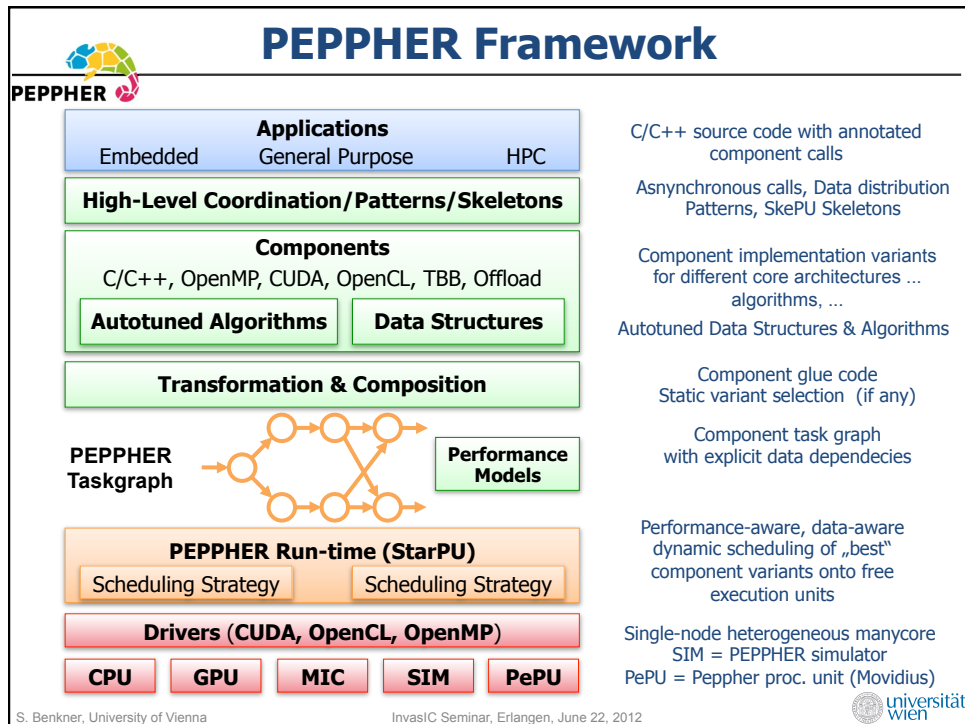 PEPPHER Framework
PEPPHER
Applications
Embedded General Purpose HPC
C/C++ source code with annotated
component calls
High-Level Coordination/Patterns/Skeletons
Asnynchronous calls, Data distribution
Patterns, SkePU Skeletons
Components
C/C++, OpenMP, CUDA, OpenCL, TBB, Offload
Autotuned Algorithms
Data Structures
Component implementation variants
for different core architectures ...
algorithms, ...
Autotuned Data Structures & Algorithms
Transformation & Composition
Component glue code
Static variant selection (if any)
PEPPHER
Taskgraph
Performance
Models
Component task graph
with explicit data dependecies
PEPPHER Run-time (StarPU)
Scheduling Strategy
Scheduling Strategy
Performance-aware, data-aware
dynamic scheduling of „best“
component variants onto free
execution units
Drivers (CUDA, OpenCL, OpenMP)
CPU
GPU
MIC
SIM
PePU
Single-node heterogeneous manycore
SIM = PEPPHER simulator
PePU = Peppher proc. unit (Movidius)
S. Benkner, University of Vienna
InvasIC Seminar, Erlangen, June 22, 2012
universität
wien